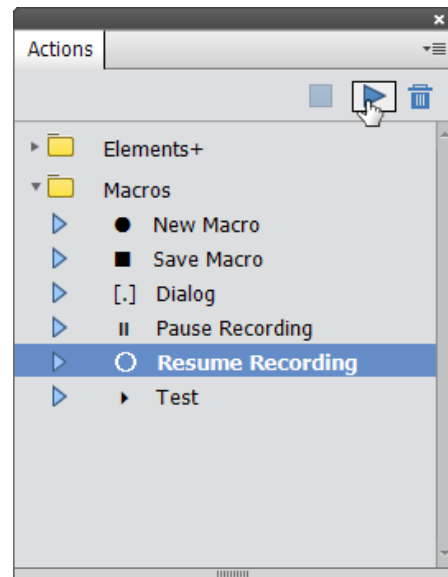 Actions
Elements+
Macros
New Macro
Save Macro
[.] Dialog
Pause Recording
Resume Recording
Test